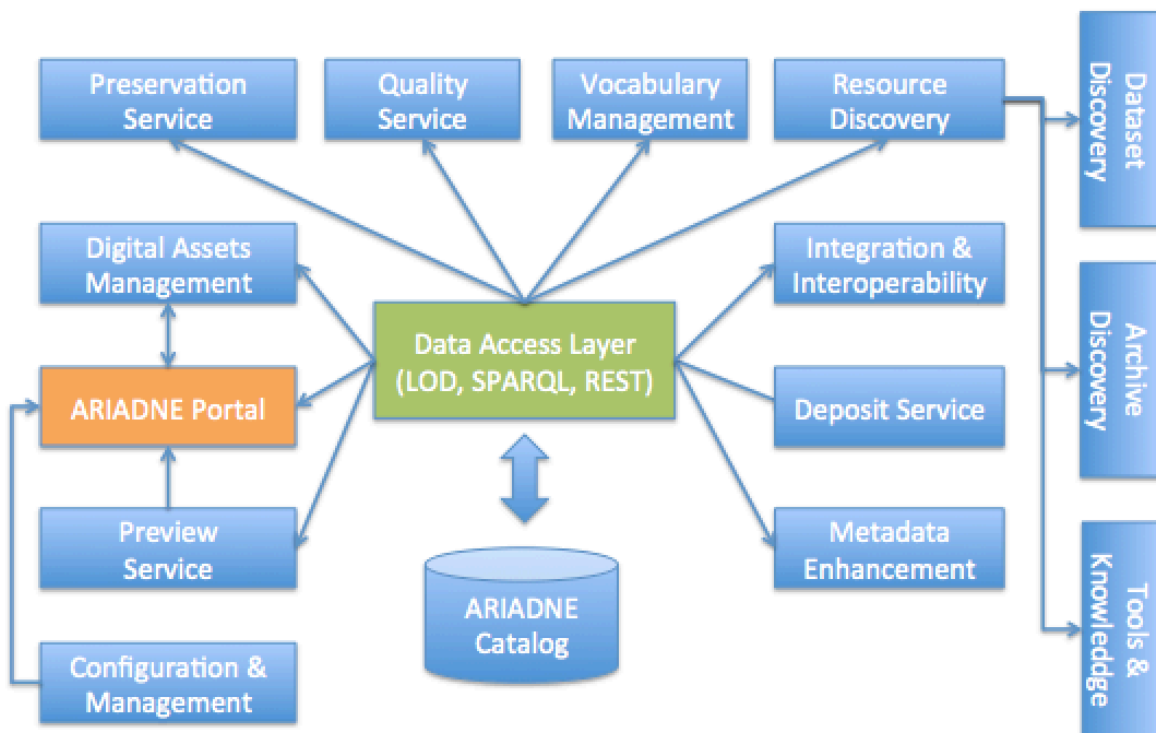 Preservation
Service
Quality
Service
Vocabulary
Management
Resource
Discovery
Dataset
Discovery
Digital Assets
Management
Integration &
Interoperability
Data Access Layer
(LOD, SPARQL, REST)
Archive
Discovery
ARIADNE Portal
Deposit Service
Preview
Service
Metadata
Enhancement
Tools &
Knowleddge
ARIADNE
Catalog
Configuration &
Management